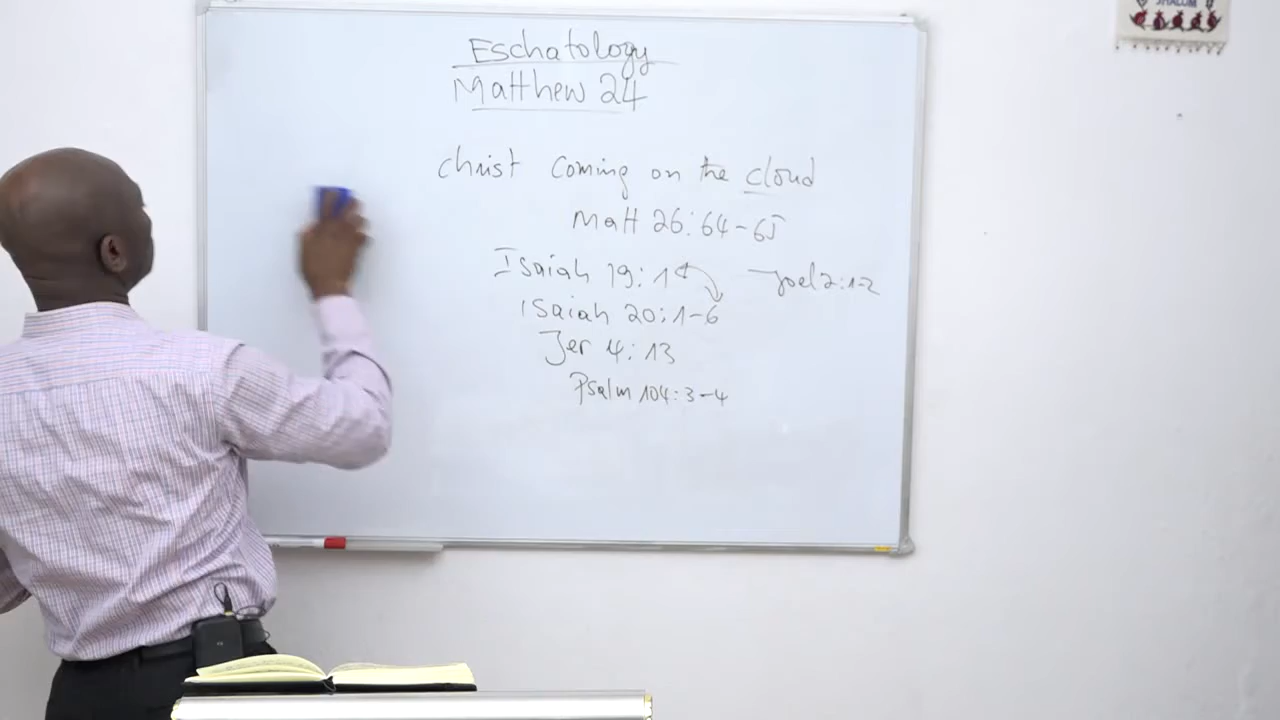 SHALOM
Eschatology
Matthew 24
Christ coming on the cloud
Matt 26:64-65
Isaiah 19:1 Joel 2:1-2
Isaiah 20:1-6
Jer 4:13
Psalm 104:3-4